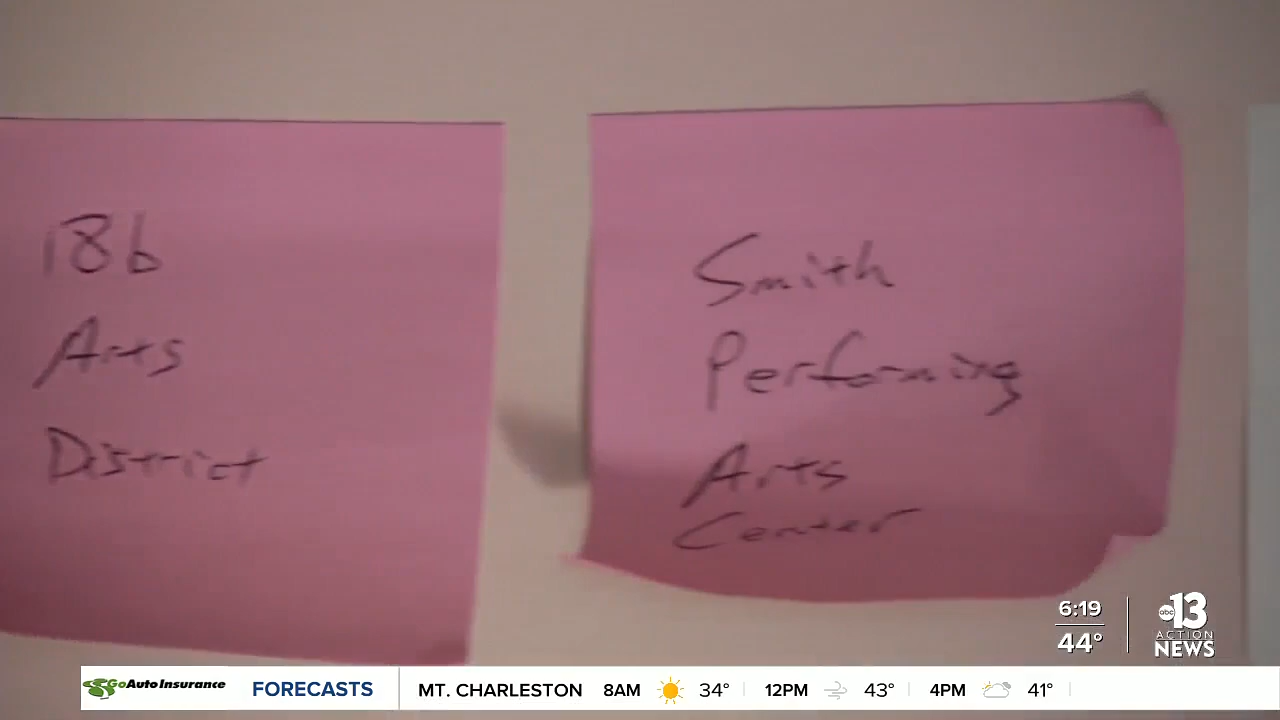 18b
Arts
District
Smith
Performing
Arts
Center
6:19
44°
abc 13
ACTION
NEWS
GoAuto Insurance FORECASTS MT. CHARLESTON 8AM 34° 12PM 43° 4PM 41°